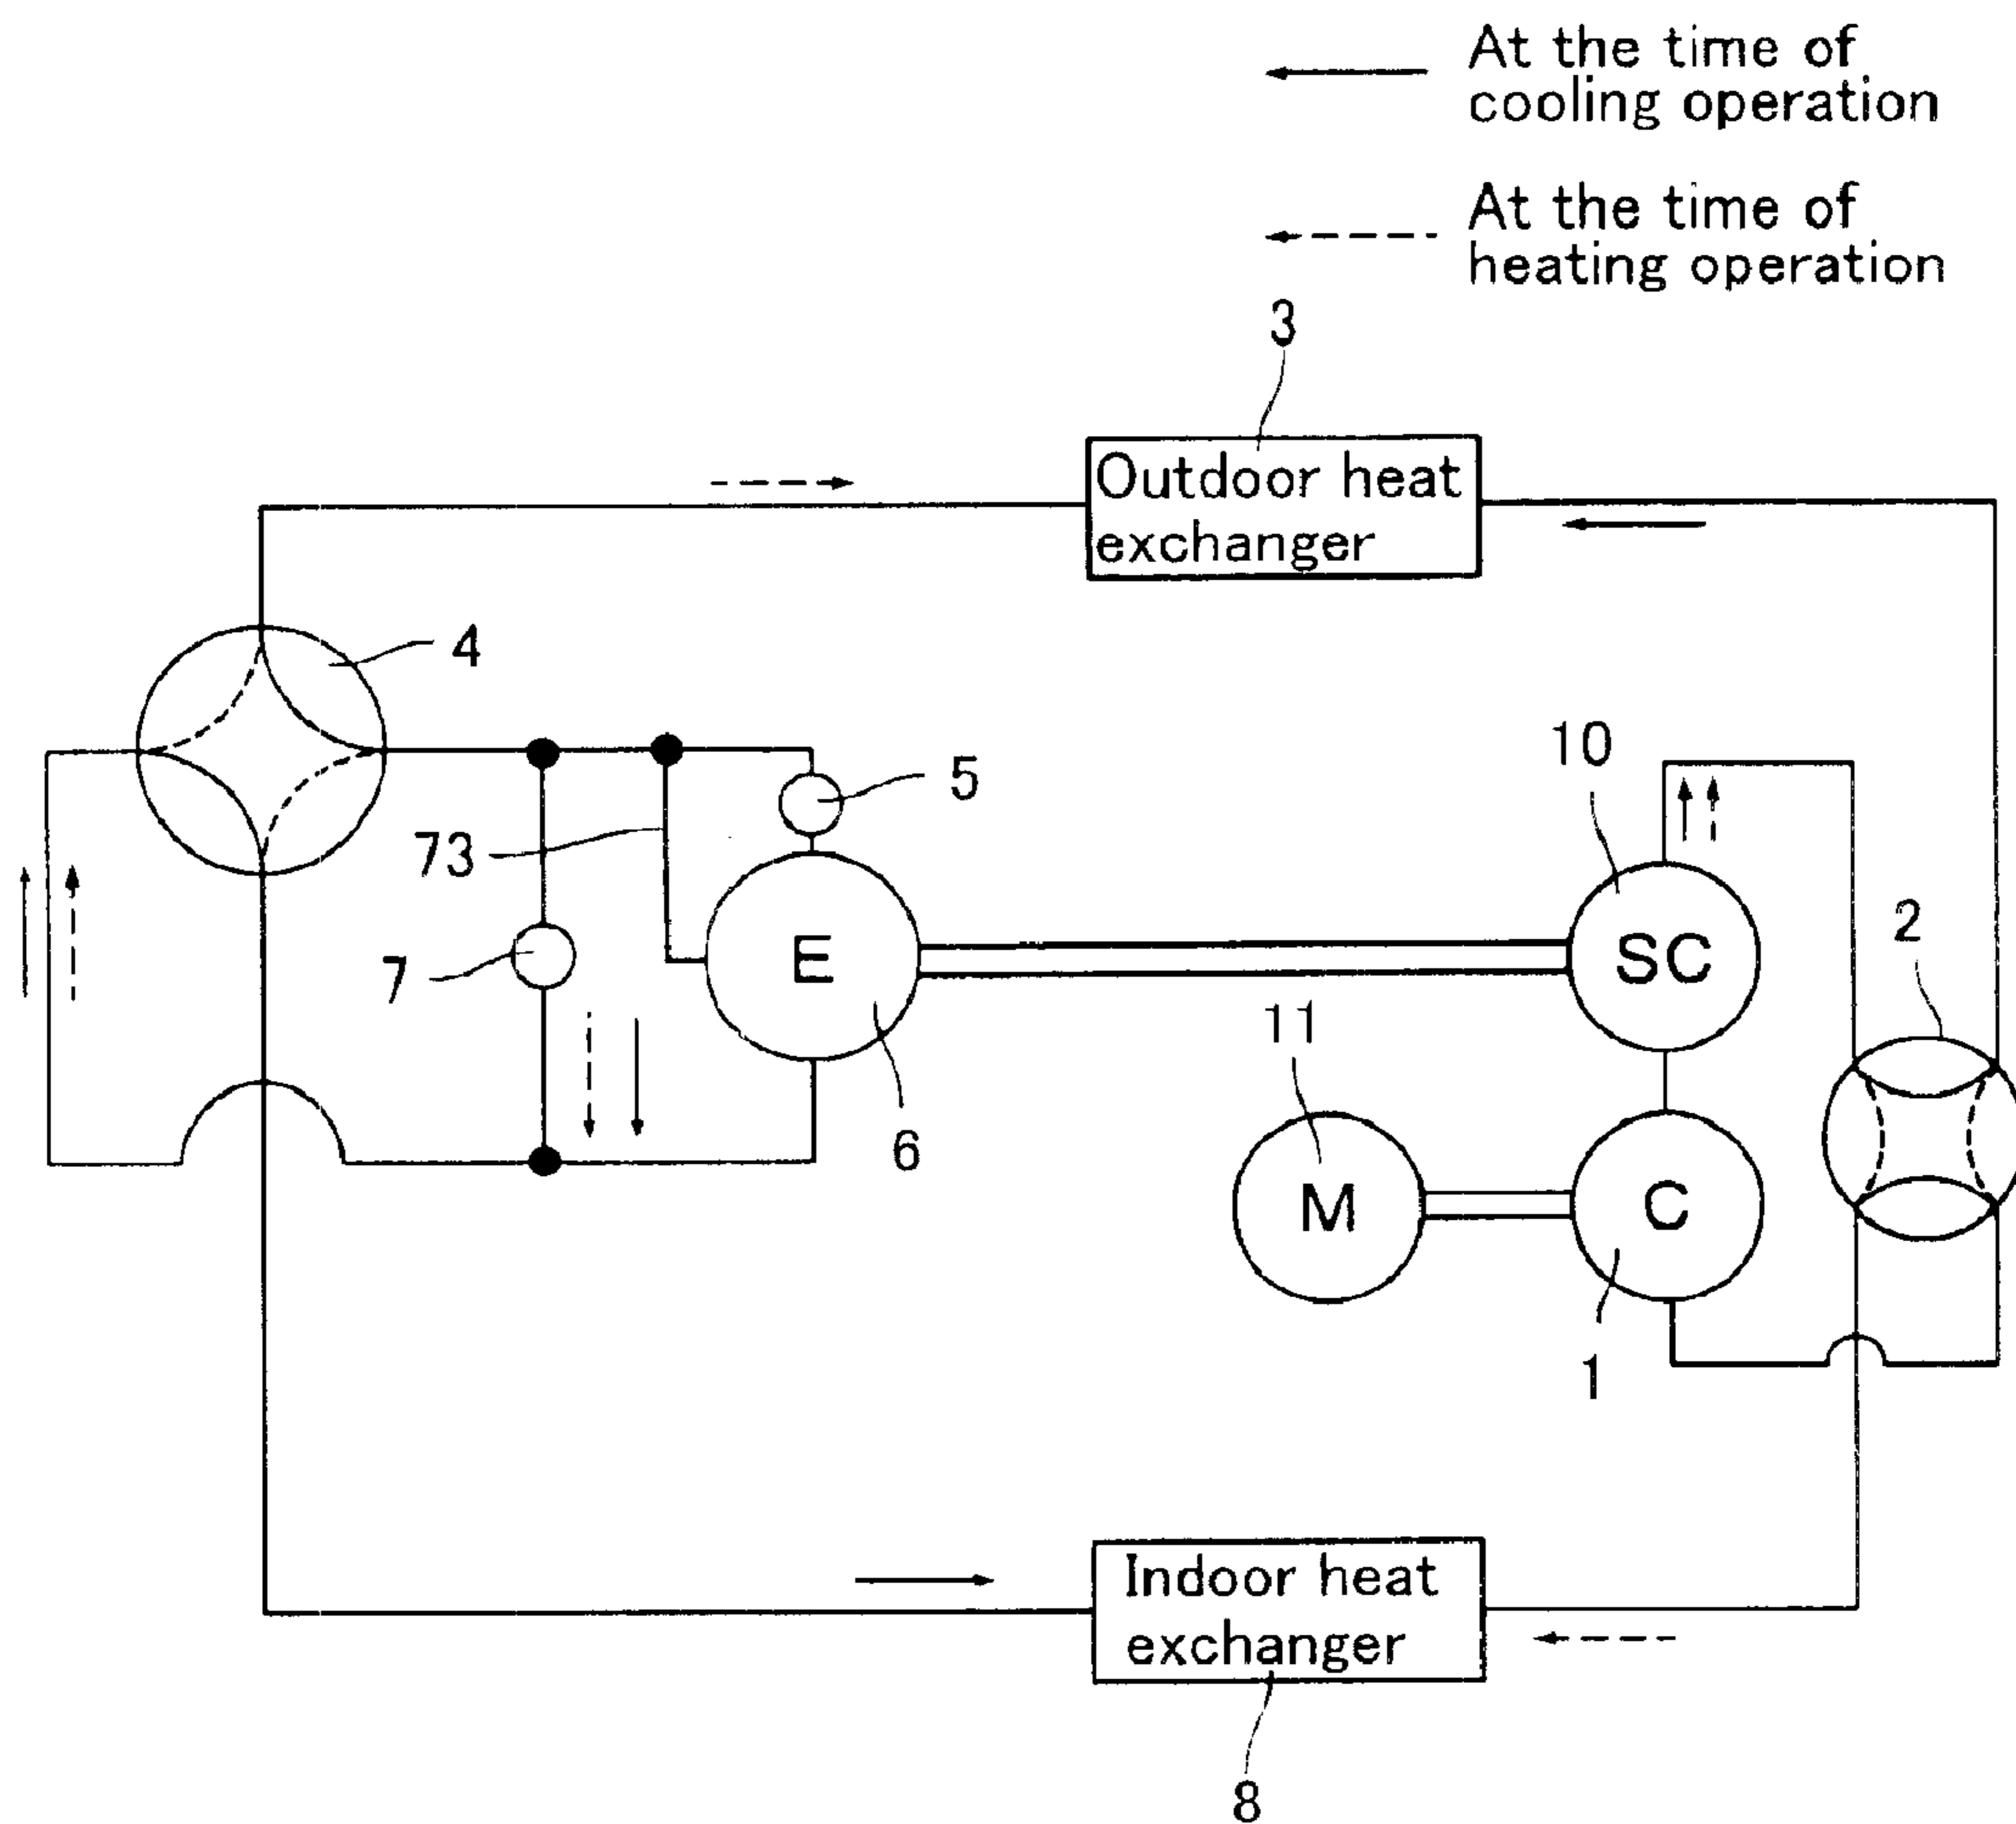 At the time of
cooling operation
At the time of
heating operation
3
Outdoor heat
exchanger
4
5
10
73
E
SC
2
7
11
6
M
C
1
Indoor heat
exchanger
8